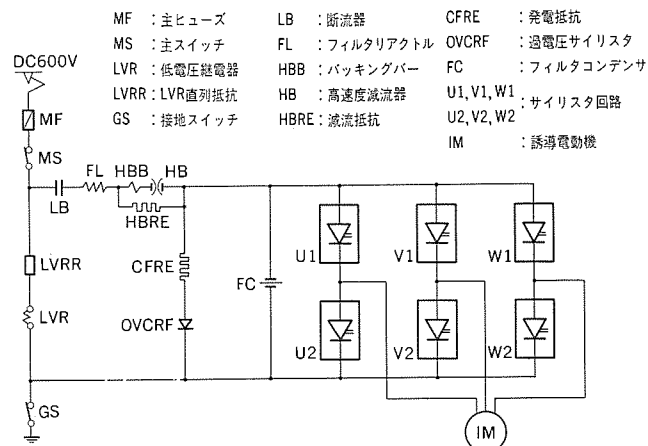 MF : 主ヒューズ
MS : 主スイッチ
LVR : 低電圧継電器
LVRR : LVR直列抵抗
GS : 接地スイッチ
LB : 断流器
FL : フィルタリアクトル
HBB : バッキングバー
HB : 高速度減流器
HBRE : 減流抵抗
CFRE : 発電抵抗
OVCRF : 過電圧サイリスタ
FC : フィルタコンデンサ
U1, V1, W1
U2, V2, W2 : サイリスタ回路
IM : 誘導電動機
DC600V
MF
MS
LB
FL
HBB
HB
HBRE
LVRR
LVR
GS
CFRE
OVCRF
FC
U1
V1
W1
U2
V2
W2
IM